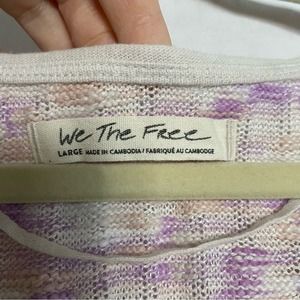 We The Free
LARGE MADE IN CAMBODIA / FABRIQUÉ AU CAMBODGE